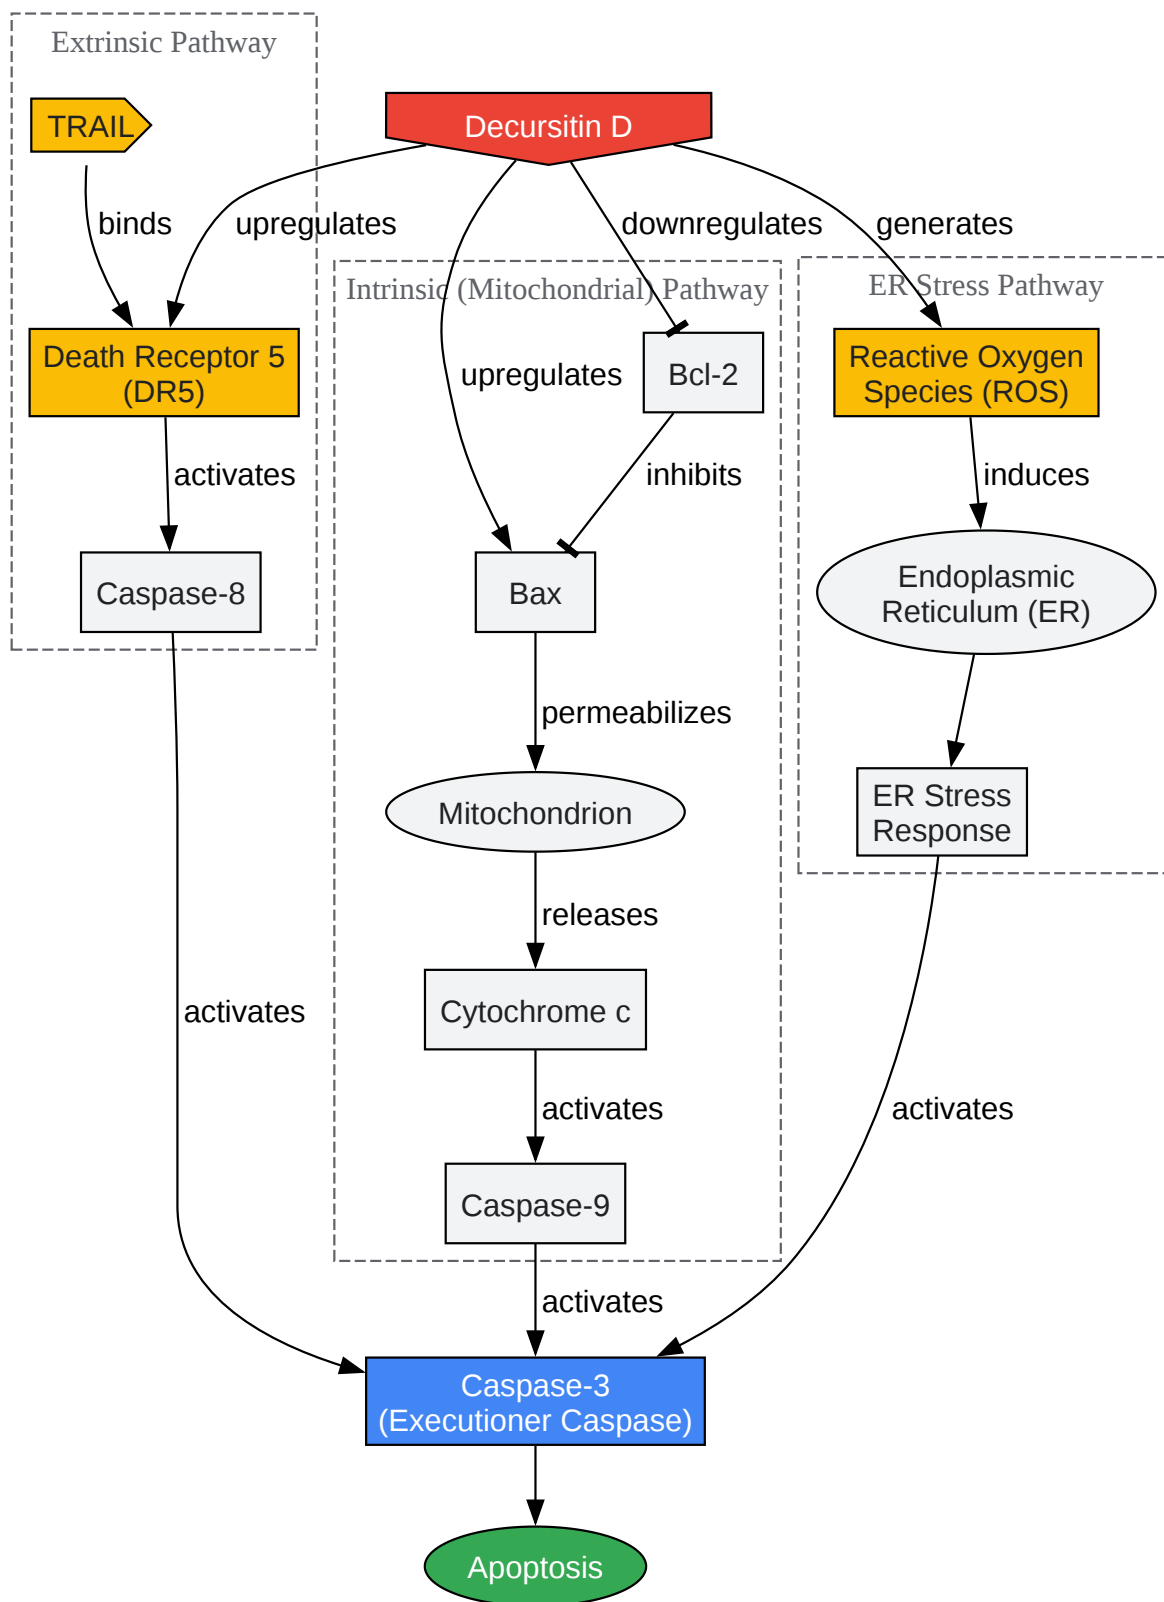 Extrinsic Pathway
TRAIL
Decursitin D
binds
upregulates
downregulates
generates
Intrinsic (Mitochondrial) Pathway
ER Stress Pathway
Death Receptor 5
(DR5)
upregulates
Bcl-2
Reactive Oxygen
Species (ROS)
activates
inhibits
induces
Caspase-8
Bax
Endoplasmic
Reticulum (ER)
permeabilizes
Mitochondrion
ER Stress
Response
releases
activates
Cytochrome c
activates
activates
Caspase-9
activates
Caspase-3
(Executioner Caspase)
Apoptosis